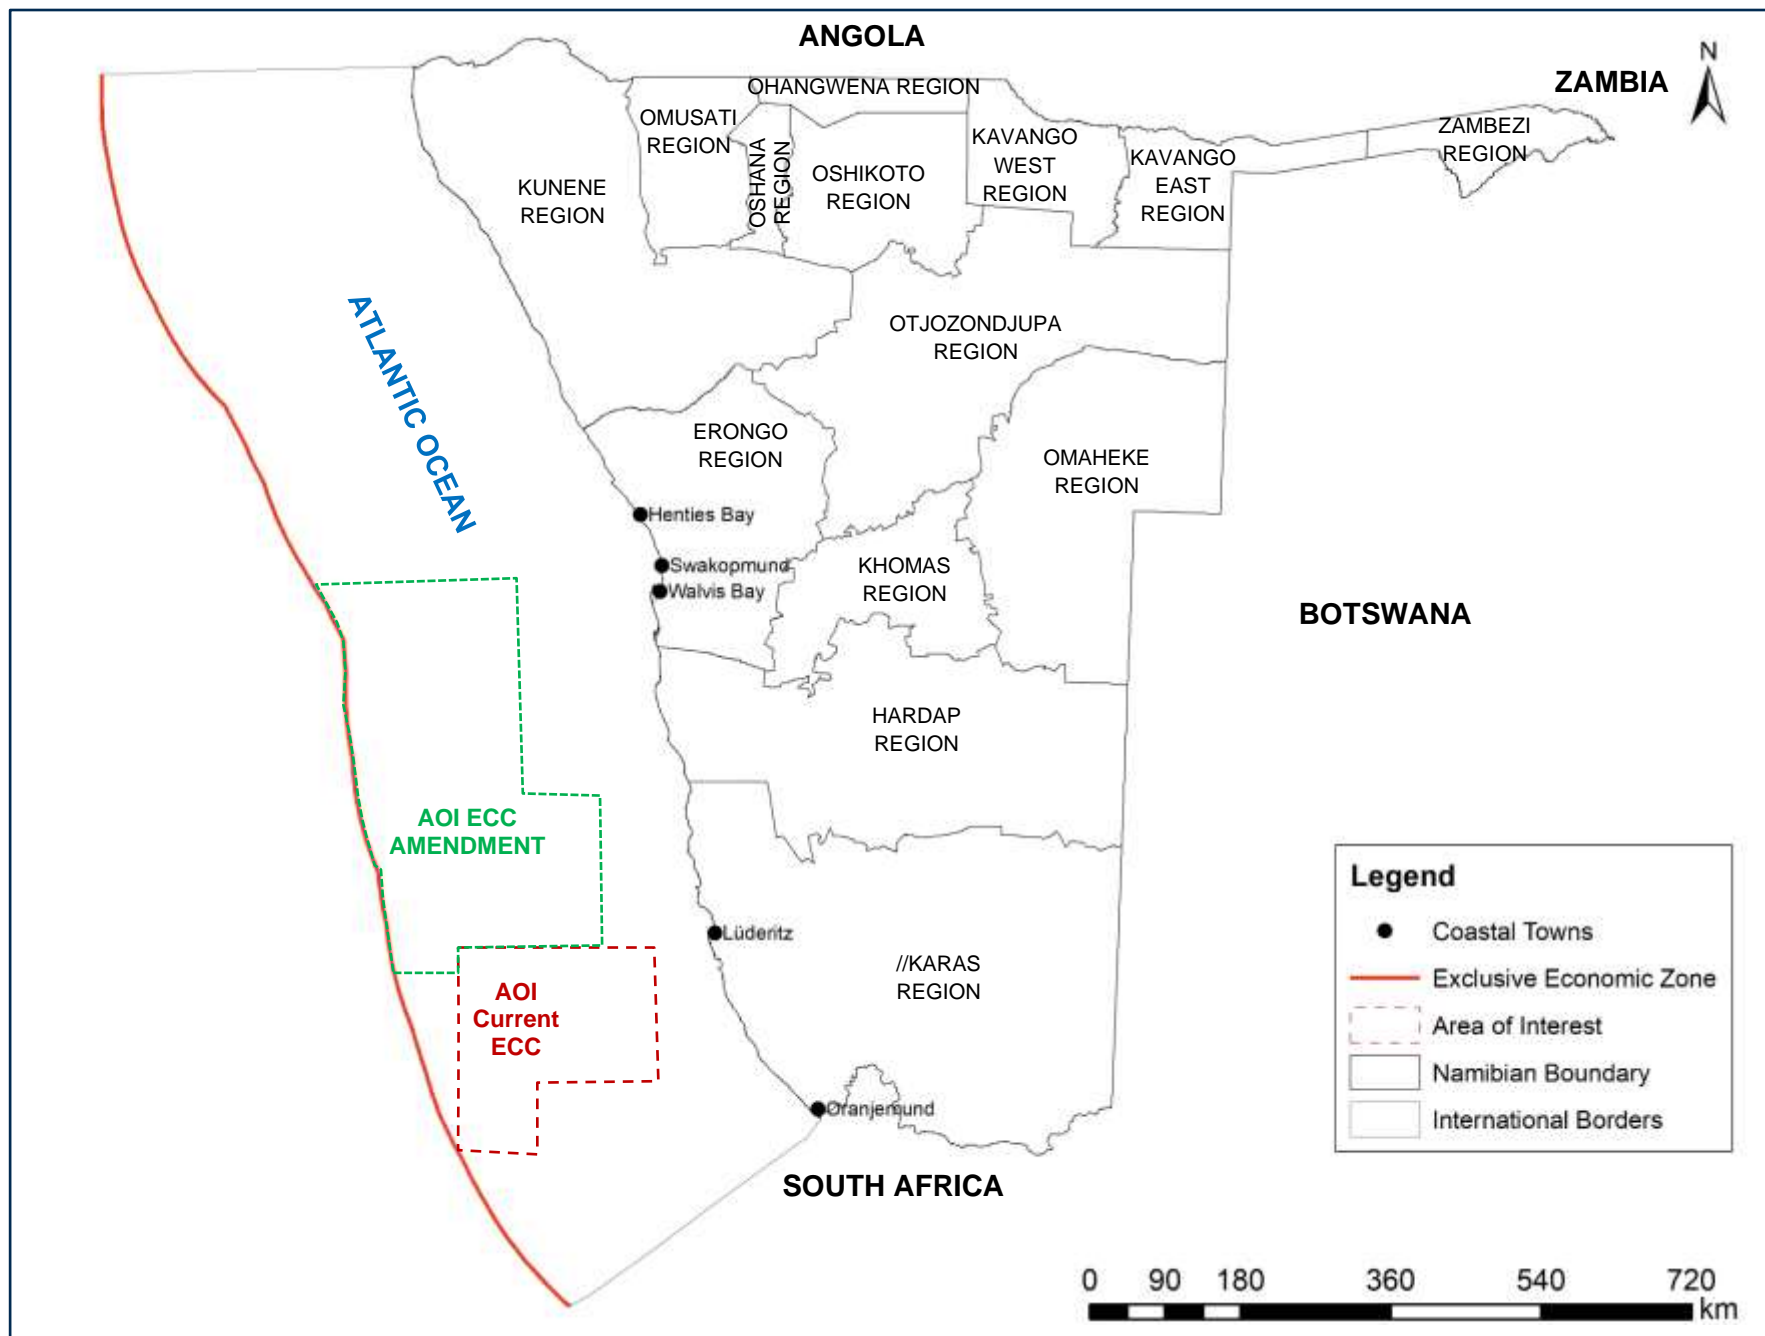 ANGOLA
N
ZAMBIA
OHANGWENA REGION
OMUSATI
REGION
OSHANA
REGION
OSHIKOTO
REGION
KAVANGO
WEST
REGION
KAVANGO
EAST
REGION
ZAMBEZI
REGION
KUNENE
REGION
ATLANTIC OCEAN
OTJOZONDJUPA
REGION
ERONGO
REGION
OMAHEKE
REGION
Henties Bay
Swakopmund
Walvis Bay
KHOMAS
REGION
BOTSWANA
HARDAP
REGION
AOI ECC
AMENDMENT
Lüderitz
//KARAS
REGION
AOI
Current
ECC
Oranjemund
SOUTH AFRICA
Legend
Coastal Towns
Exclusive Economic Zone
Area of Interest
Namibian Boundary
International Borders
0 90 180 360 540 720
km